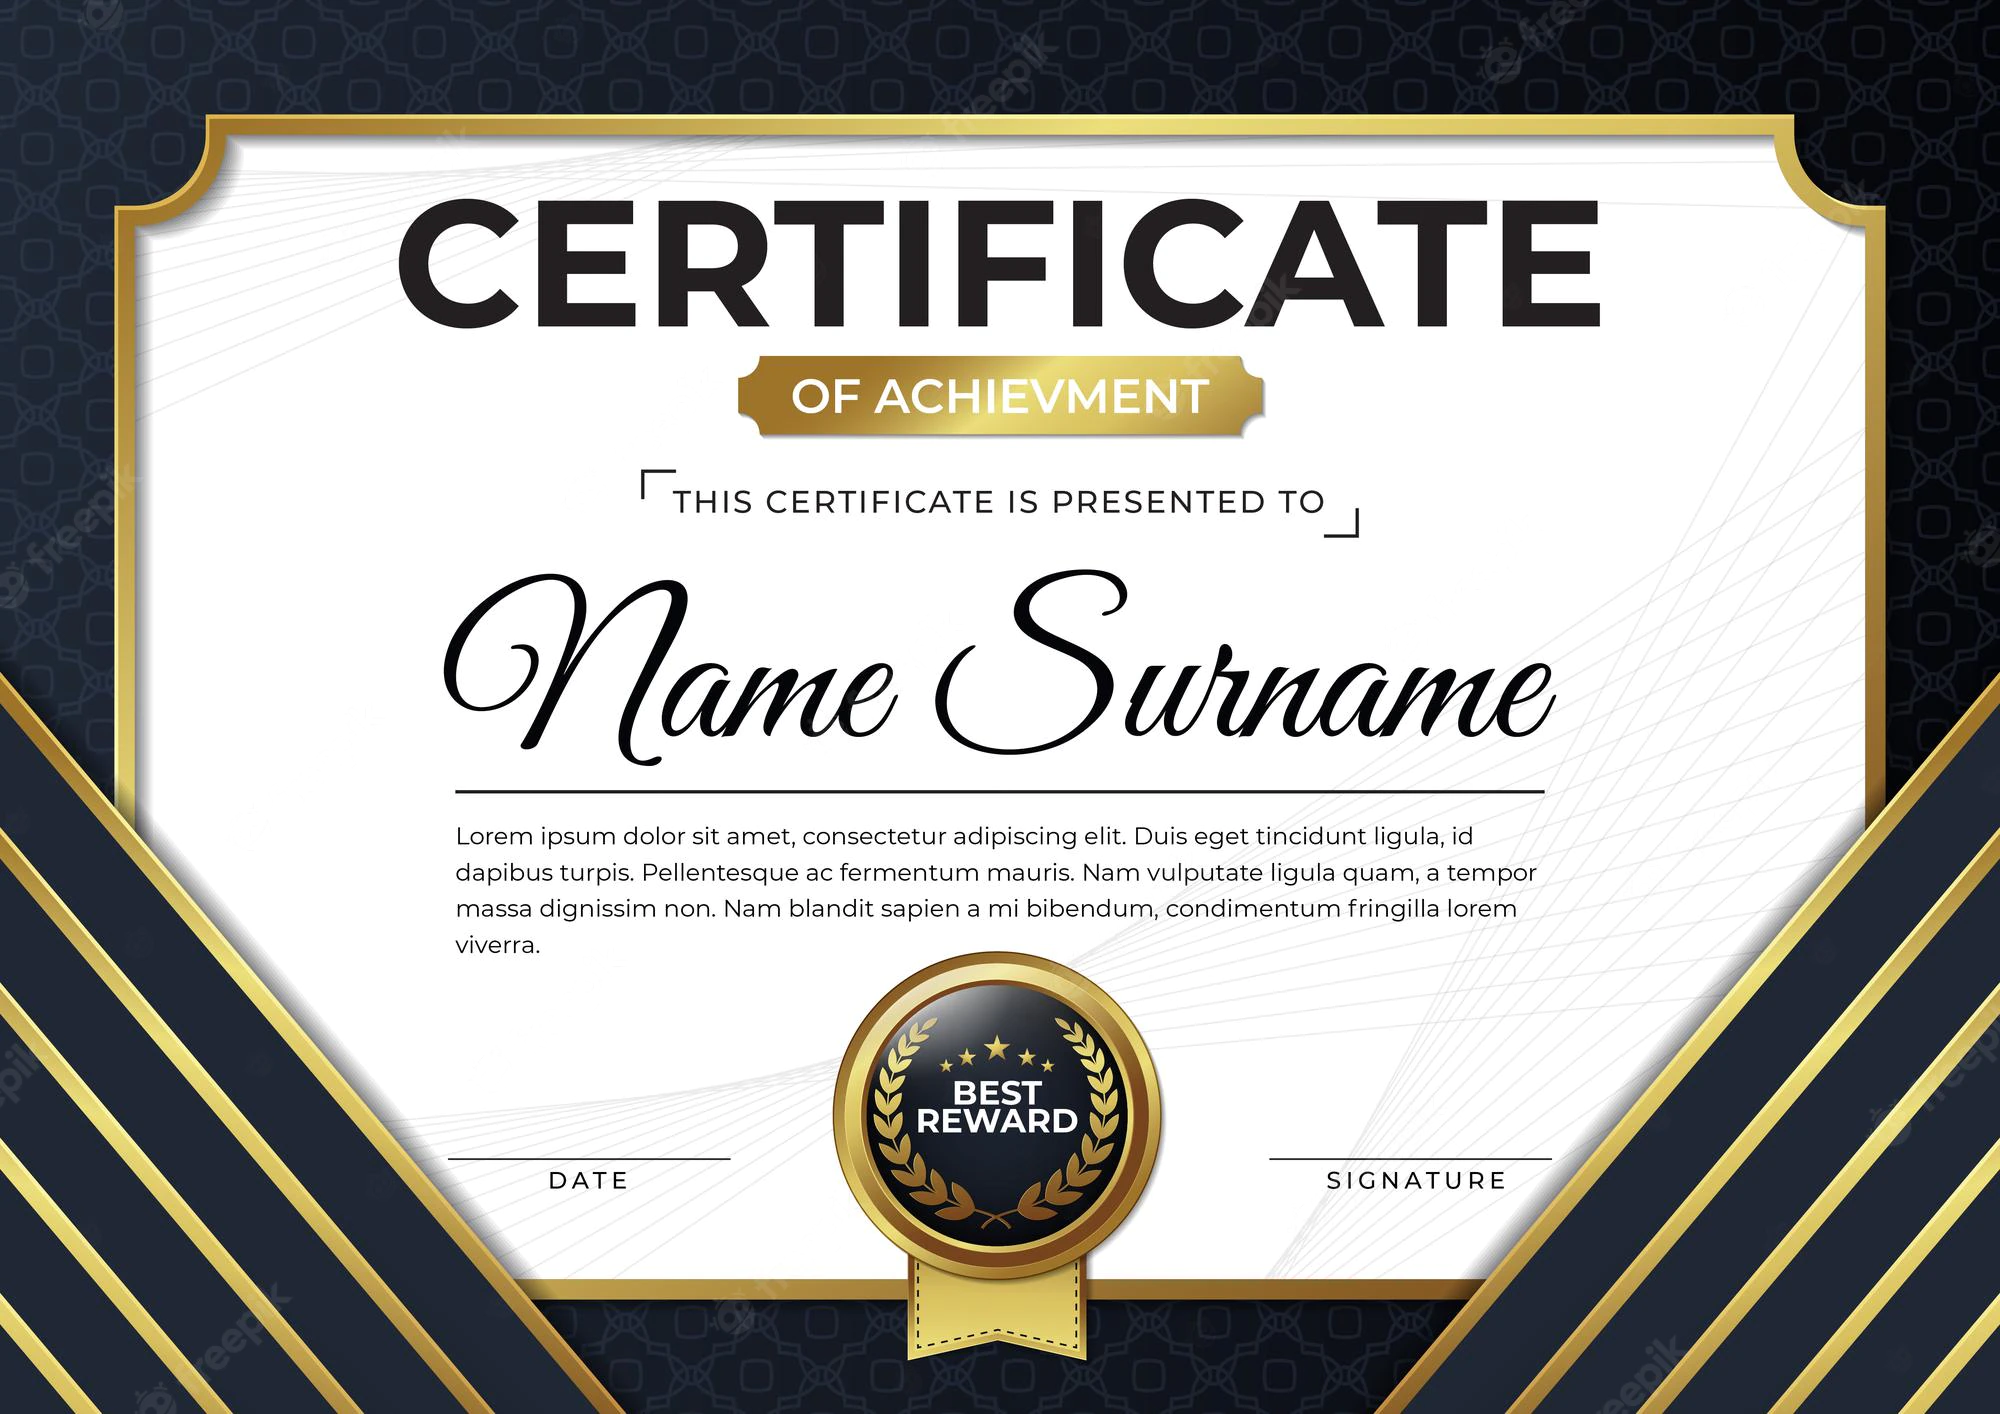 CERTIFICATE
OF ACHIEVMENT
THIS CERTIFICATE IS PRESENTED TO
Name Surname
Lorem ipsum dolor sit amet, consectetur adipiscing elit. Duis eget tincidunt ligula, id
dapibus turpis. Pellentesque ac fermentum mauris. Nam vulputate ligula quam, a tempor
massa dignissim non. Nam blandit sapien a mi bibendum, condimentum fringilla lorem
viverra.
BEST
REWARD
DATE
SIGNATURE
freepik